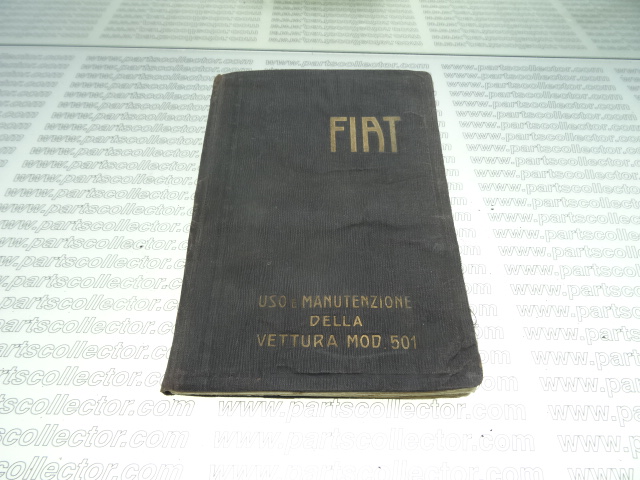 FIAT
USO E MANUTENZIONE
DELLA
VETTURA MOD. 501
www.partscollector.com